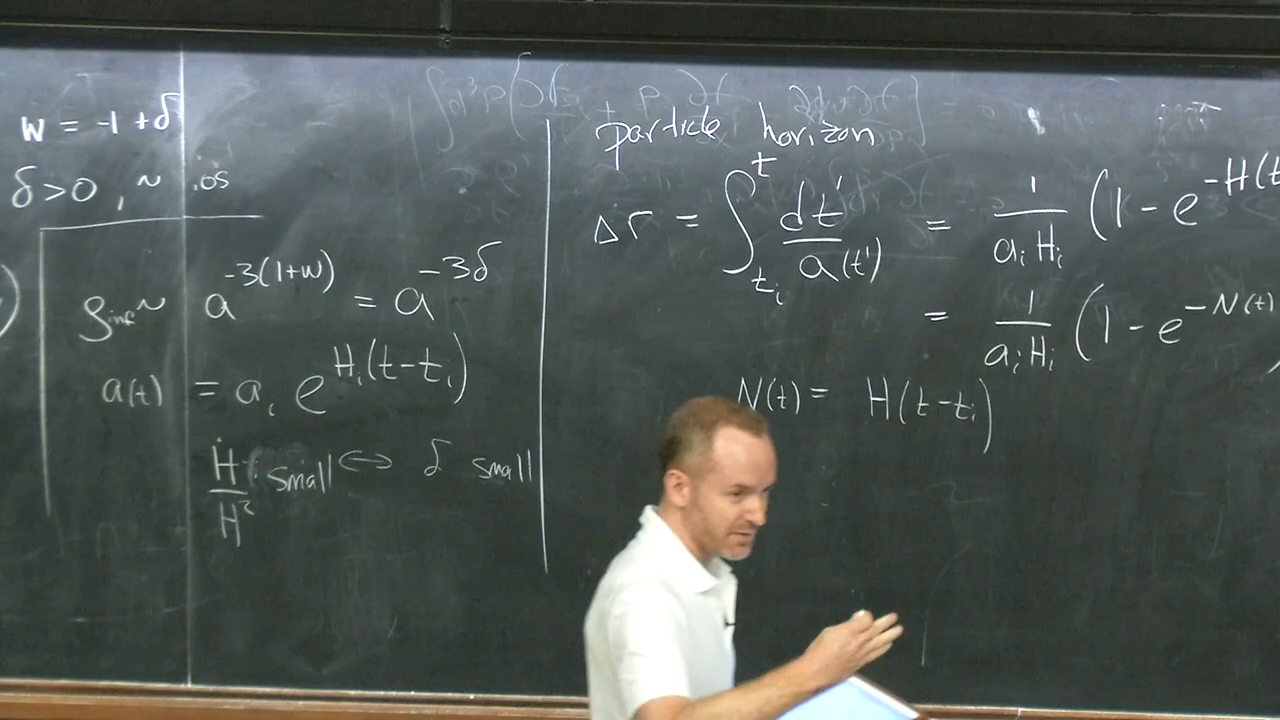 w = -1 + δ
δ > 0 , ~ .05
ρ_inf ~ a^{-3(1+w)} = a^{-3δ}
a(t) = a_i e^{H_i(t-t_i)}
Ḣ/H² small ↔ δ small
particle horizon
Δr = ∫_{t_i}^{t} dt'/a(t') = 1/(a_i H_i) (1 - e^{-H(t
= 1/(a_i H_i) (1 - e^{-N(t)}
N(t) = H(t-t_i)